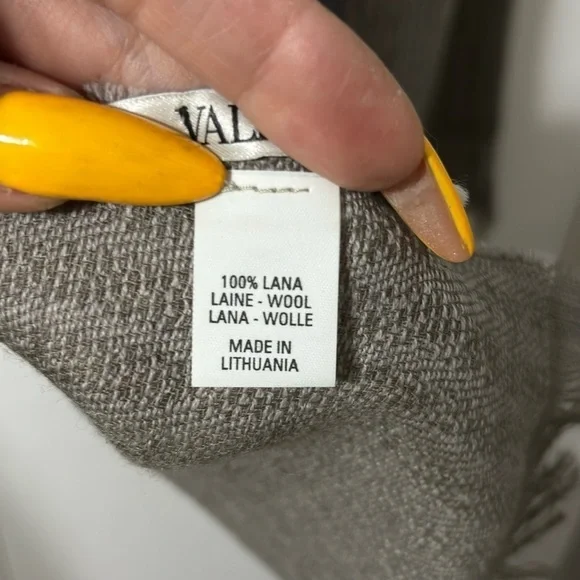 100% LANA
LAINE - WOOL
LANA - WOLLE
MADE IN
LITHUANIA